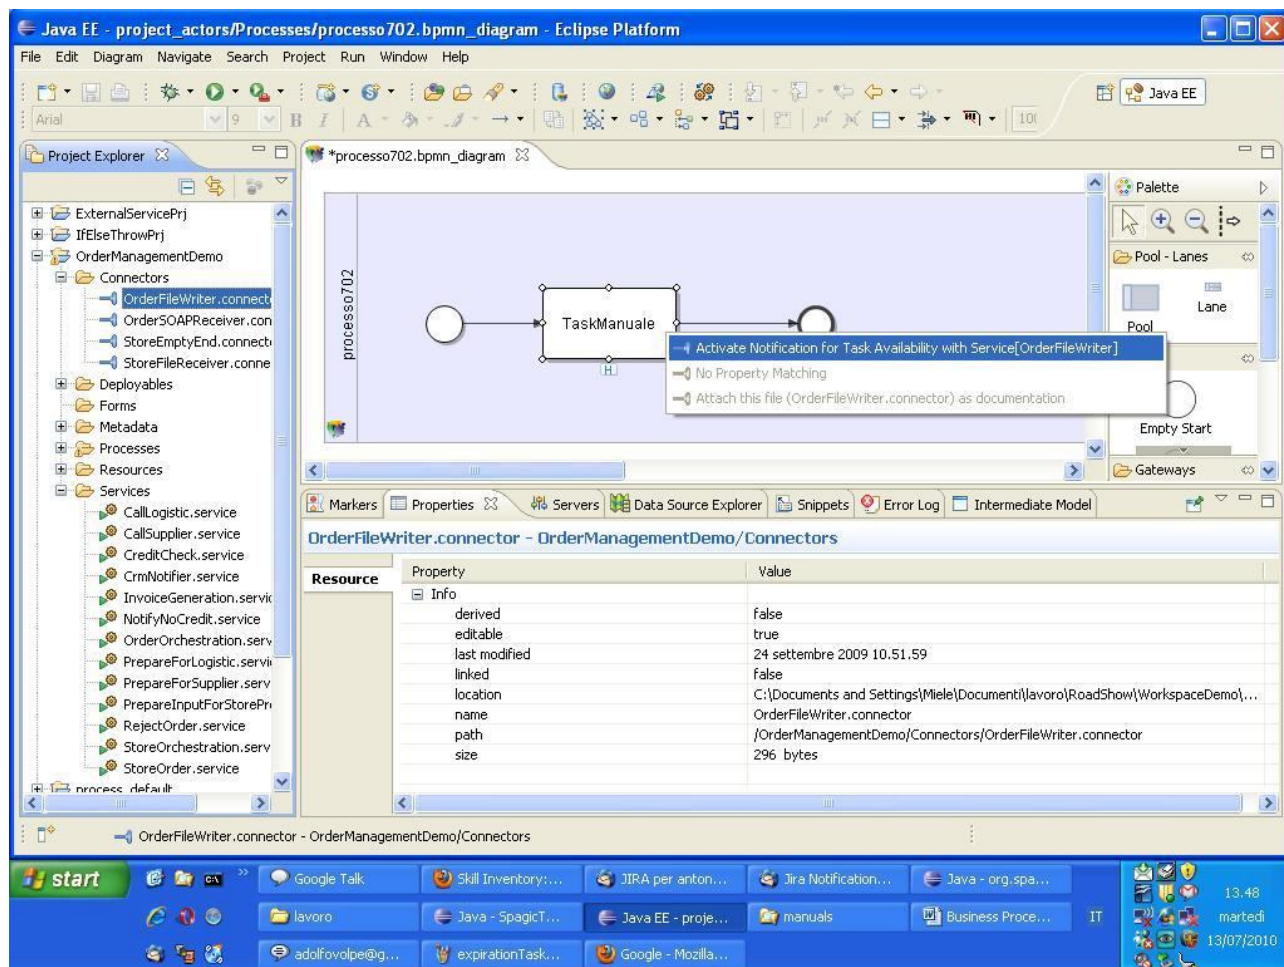 Java EE - project_actors/Processes/processo702.bpmn_diagram - Eclipse Platform
File Edit Diagram Navigate Search Project Run Window Help
Java EE
Arial 9 B I A 100
Project Explorer
*processo702.bpmn_diagram
ExternalServicePrj
IfElseThrowPrj
OrderManagementDemo
Connectors
OrderFileWriter.connect
OrderSOAPReceiver.con
StoreEmptyEnd.connect
StoreFileReceiver.conne
Deployables
Forms
Metadata
Processes
Resources
Services
CallLogistic.service
CallSupplier.service
CreditCheck.service
CrmNotifier.service
InvoiceGeneration.servic
NotifyNoCredit.service
OrderOrchestration.serv
PrepareForLogistic.servi
PrepareForSupplier.serv
PrepareInputForStorePr
RejectOrder.service
StoreOrchestration.serv
StoreOrder.service
process_default
processo702
TaskManuale
H
Activate Notification for Task Availability with Service[OrderFileWriter]
No Property Matching
Attach this file (OrderFileWriter.connector) as documentation
Palette
Pool - Lanes
Pool
Lane
Empty Start
Gateways
Markers Properties Servers Data Source Explorer Snippets Error Log Intermediate Model
OrderFileWriter.connector - OrderManagementDemo/Connectors
Resource
Property Value
Info
derived false
editable true
last modified 24 settembre 2009 10.51.59
linked false
location C:\Documents and Settings\Miele\Documenti\lavoro\RoadShow\WorkspaceDemo\...
name OrderFileWriter.connector
path /OrderManagementDemo/Connectors/OrderFileWriter.connector
size 296 bytes
OrderFileWriter.connector - OrderManagementDemo/Connectors
start
Google Talk Skill Inventory:... JIRA per anton... Jira Notification... Java - org.spa...
lavoro Java - SpagicT... Java EE - proje... manuals Business Proce...
adolfovolpe@g... expirationTask... Google - Mozilla...
IT
13.48
martedì
13/07/2010